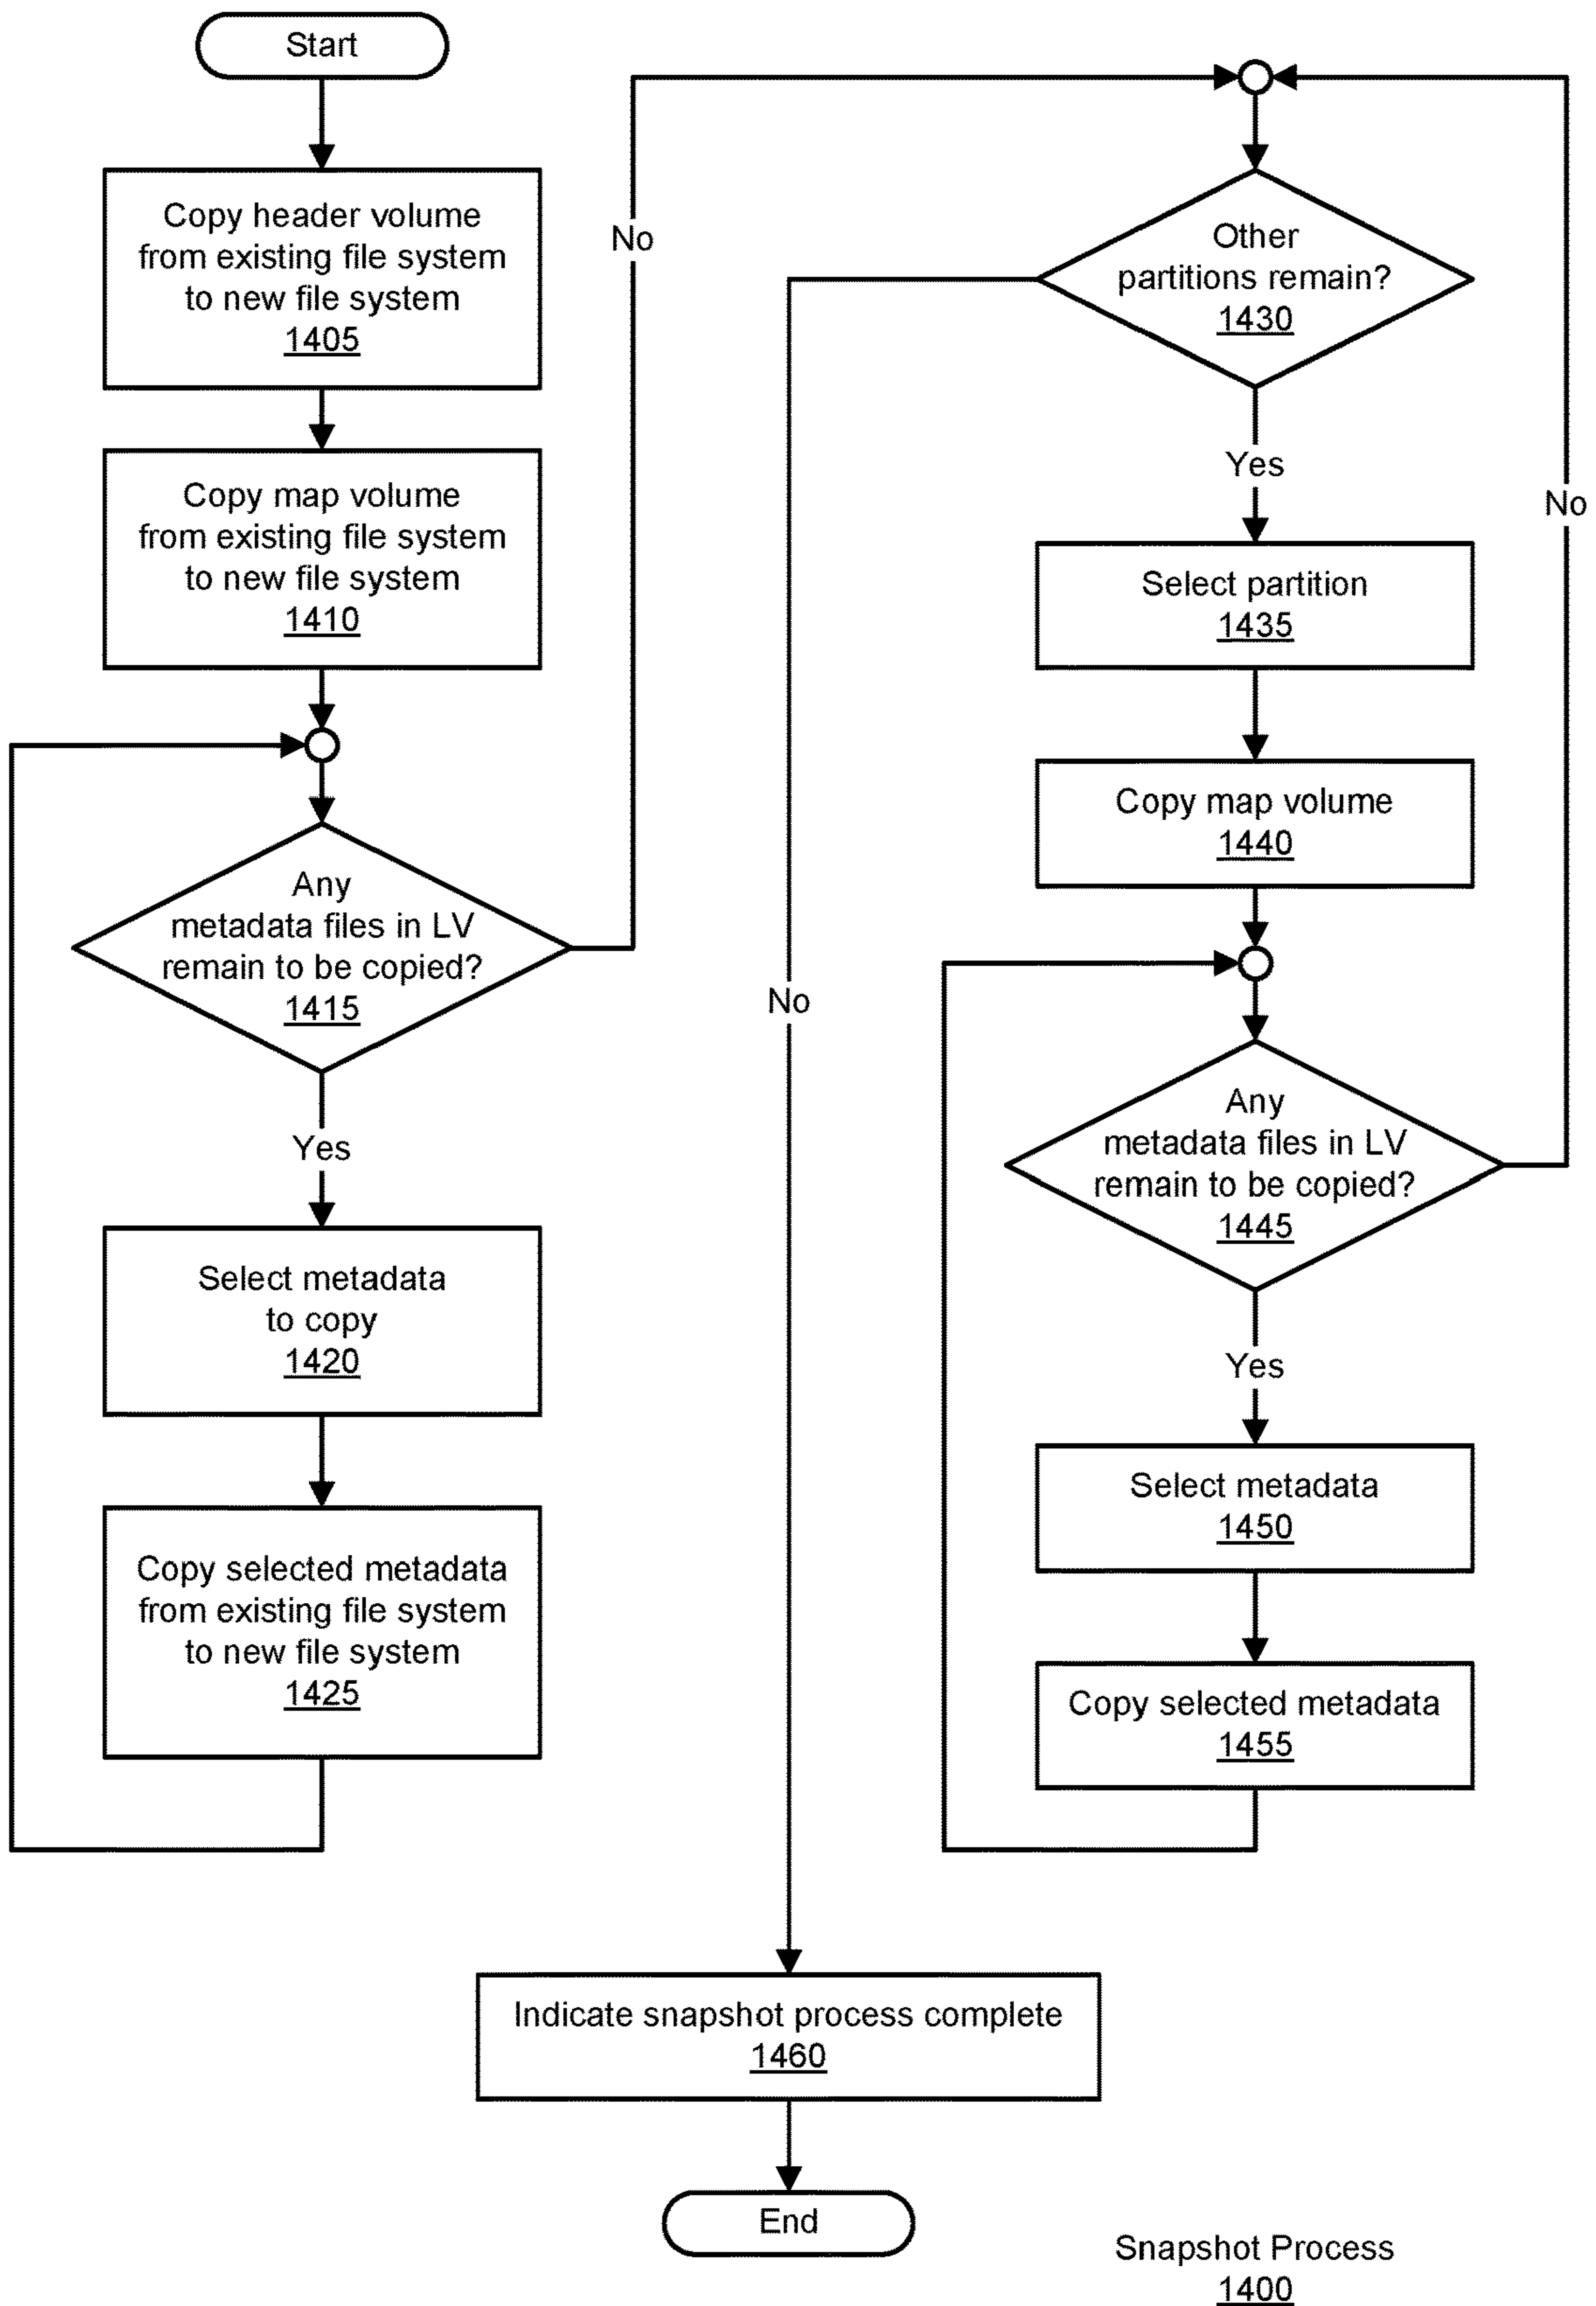 Start
Copy header volume
from existing file system
to new file system
1405
Copy map volume
from existing file system
to new file system
1410
Any
metadata files in LV
remain to be copied?
1415
No
Yes
Select metadata
to copy
1420
Copy selected metadata
from existing file system
to new file system
1425
Other
partitions remain?
1430
No
Yes
Select partition
1435
Copy map volume
1440
Any
metadata files in LV
remain to be copied?
1445
No
Yes
Select metadata
1450
Copy selected metadata
1455
Indicate snapshot process complete
1460
End
Snapshot Process
1400